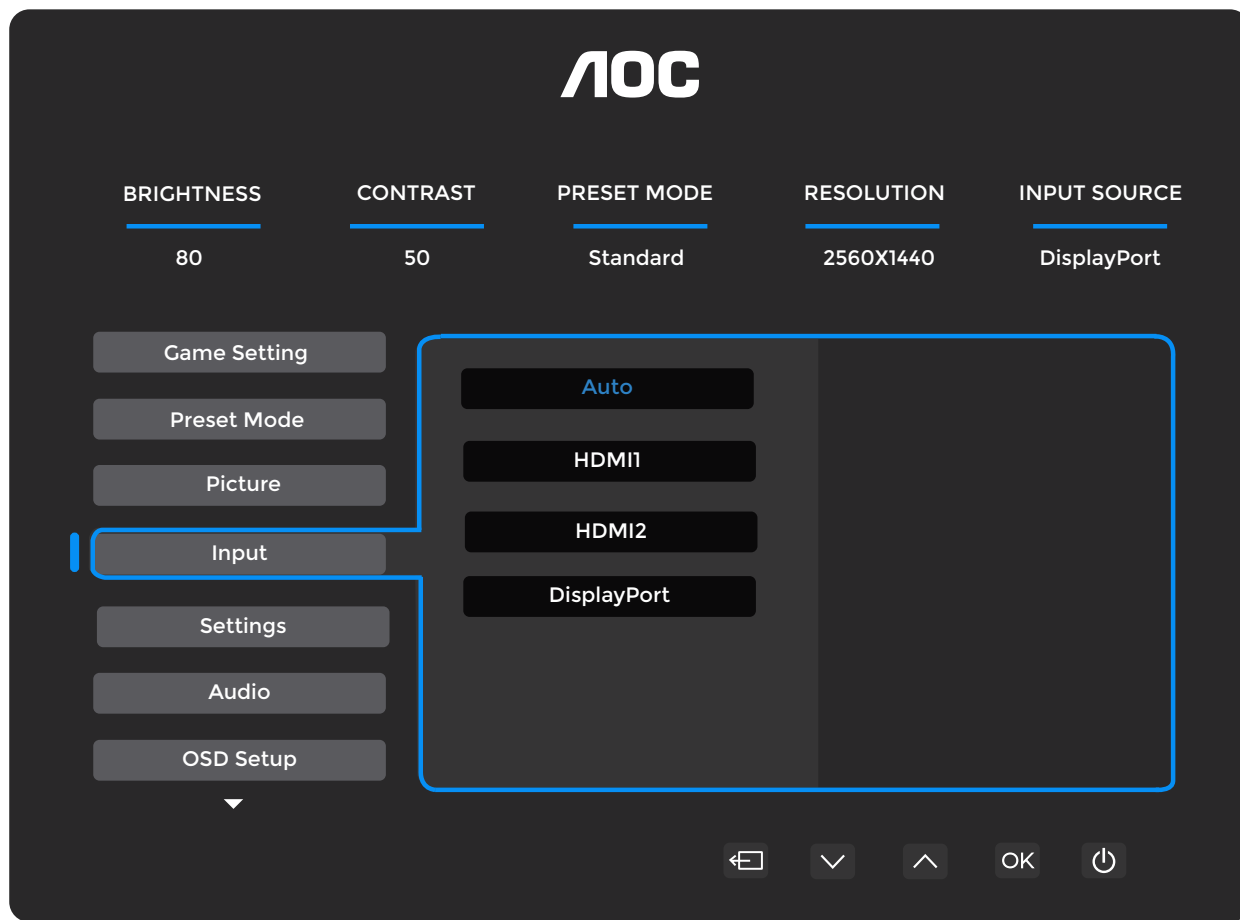 AOC
BRIGHTNESS CONTRAST PRESET MODE RESOLUTION INPUT SOURCE
80 50 Standard 2560X1440 DisplayPort
Game Setting
Preset Mode
Picture
Input
Settings
Audio
OSD Setup
Auto
HDMI1
HDMI2
DisplayPort
OK